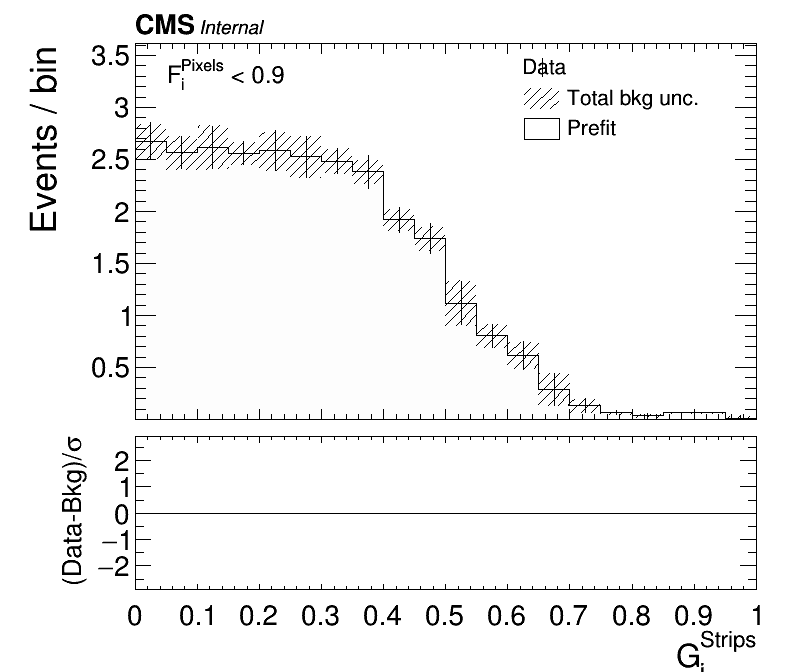 CMS Internal
Events / bin
3.5
3
2.5
2
1.5
1
0.5
F_i^Pixels < 0.9
Data
Total bkg unc.
Prefit
(Data-Bkg)/σ
2
1
0
−1
−2
0 0.1 0.2 0.3 0.4 0.5 0.6 0.7 0.8 0.9 1
G_i^Strips